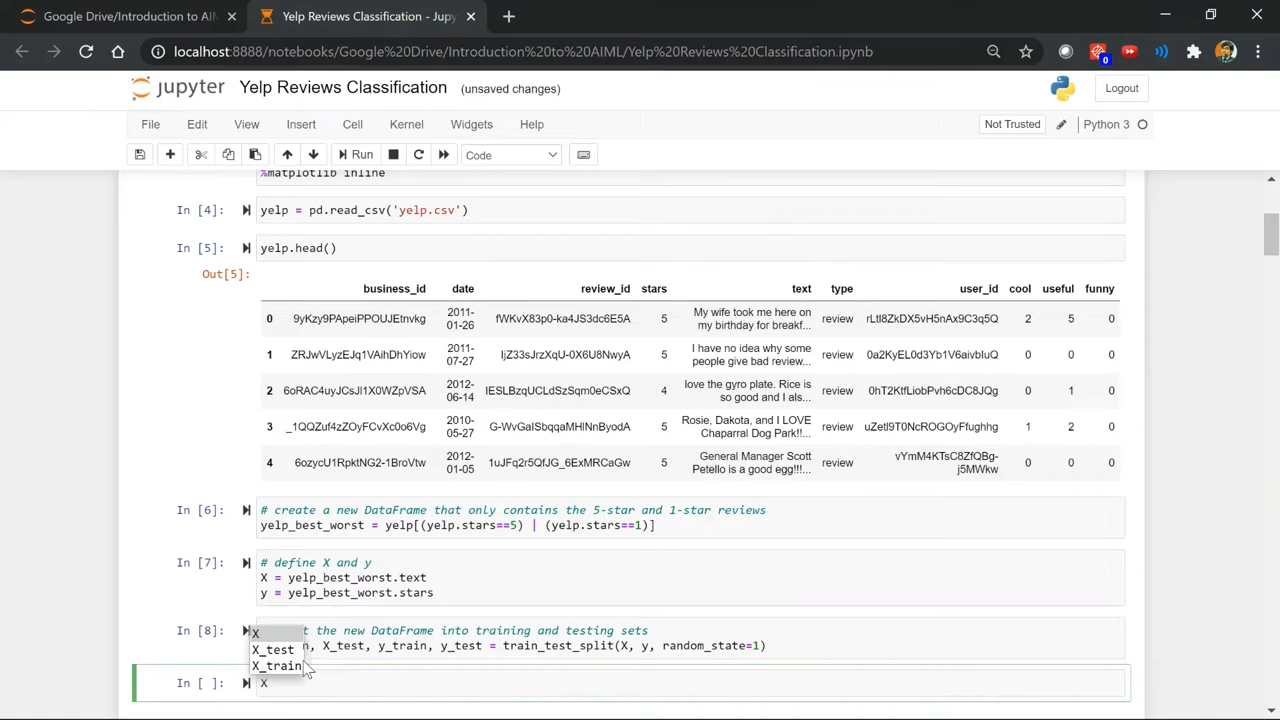 Google Drive/Introduction to AIM
Yelp Reviews Classification - Jupy
localhost:8888/notebooks/Google%20Drive/Introduction%20to%20AIML/Yelp%20Reviews%20Classification.ipynb
0
jupyter Yelp Reviews Classification (unsaved changes)
Logout
File Edit View Insert Cell Kernel Widgets Help
Not Trusted
Python 3
Run
Code
%matplotlib inline
In [4]: yelp = pd.read_csv('yelp.csv')
In [5]: yelp.head()
Out[5]:
business_id date review_id stars text type user_id cool useful funny
0 9yKzy9PApeiPPOUJEtnvkg 2011-01-26 fWKvX83p0-ka4JS3dc6E5A 5 My wife took me here on my birthday for breakf... review rLtl8ZkDX5vH5nAx9C3q5Q 2 5 0
1 ZRJwVLyzEJq1VAihDhYiow 2011-07-27 IjZ33sJrzXqU-0X6U8NwyA 5 I have no idea why some people give bad review... review 0a2KyEL0d3Yb1V6aivbIuQ 0 0 0
2 6oRAC4uyJCsJl1X0WZpVSA 2012-06-14 IESLBzqUCLdSzSqm0eCSxQ 4 love the gyro plate. Rice is so good and I als... review 0hT2KtfLiobPvh6cDC8JQg 0 1 0
3 _1QQZuf4zZOyFCvXc0o6Vg 2010-05-27 G-WvGaISbqqaMHlNnByodA 5 Rosie, Dakota, and I LOVE Chaparral Dog Park!!... review uZetl9T0NcROGOyFfughhg 1 2 0
4 6ozycU1RpktNG2-1BroVtw 2012-01-05 1uJFq2r5QfJG_6ExMRCaGw 5 General Manager Scott Petello is a good egg!!!... review vYmM4KTsC8ZfQBg-j5MWkw 0 0 0
In [6]: # create a new DataFrame that only contains the 5-star and 1-star reviews
yelp_best_worst = yelp[(yelp.stars==5) | (yelp.stars==1)]
In [7]: # define X and y
X = yelp_best_worst.text
y = yelp_best_worst.stars
In [8]: t the new DataFrame into training and testing sets
n, X_test, y_train, y_test = train_test_split(X, y, random_state=1)
X
X_test
X_train
In [ ]: X